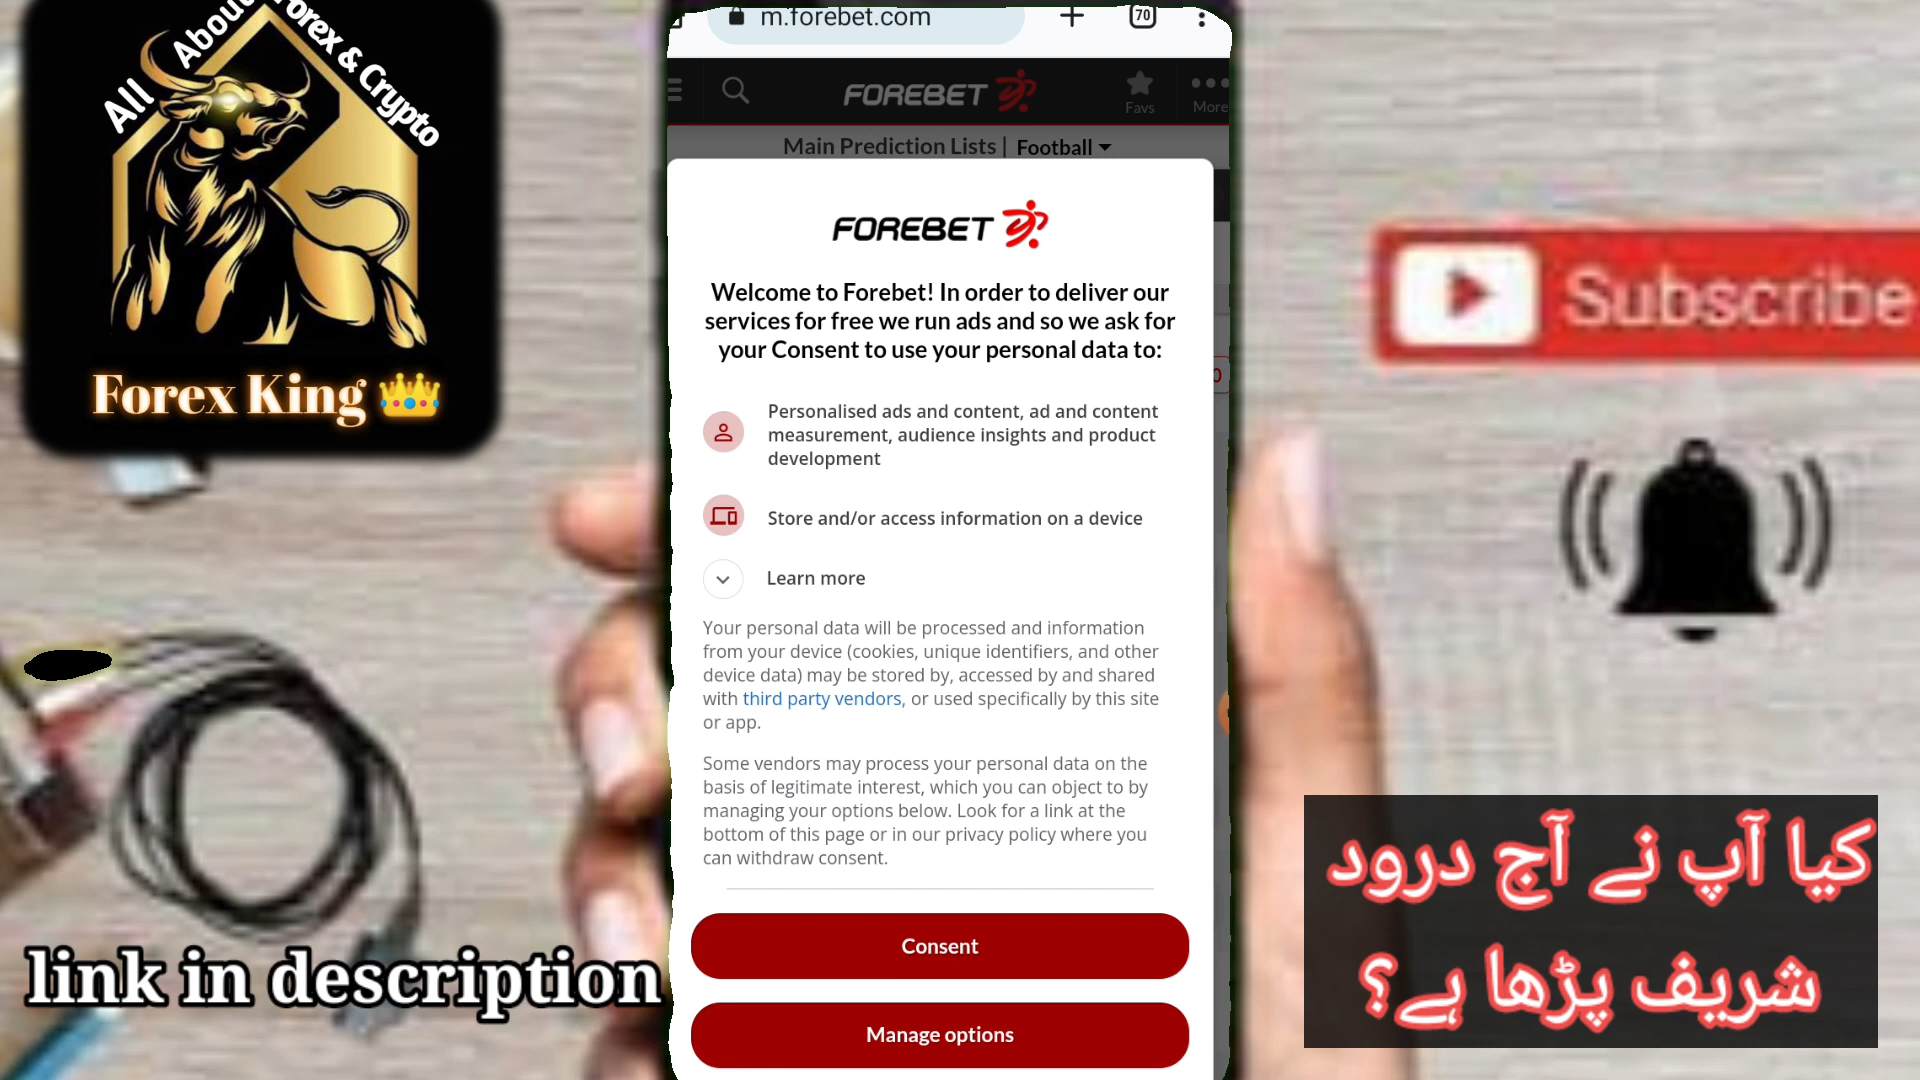 All About Forex & Crypto
Forex King 👑
link in description
m.forebet.com
70
FOREBET
Favs
More
Main Prediction Lists | Football
FOREBET
Welcome to Forebet! In order to deliver our
services for free we run ads and so we ask for
your Consent to use your personal data to:
Personalised ads and content, ad and content
measurement, audience insights and product
development
Store and/or access information on a device
Learn more
Your personal data will be processed and information
from your device (cookies, unique identifiers, and other
device data) may be stored by, accessed by and shared
with third party vendors, or used specifically by this site
or app.
Some vendors may process your personal data on the
basis of legitimate interest, which you can object to by
managing your options below. Look for a link at the
bottom of this page or in our privacy policy where you
can withdraw consent.
Consent
Manage options
Subscribe
کیا آپ نے آج درود
شریف پڑھا ہے؟